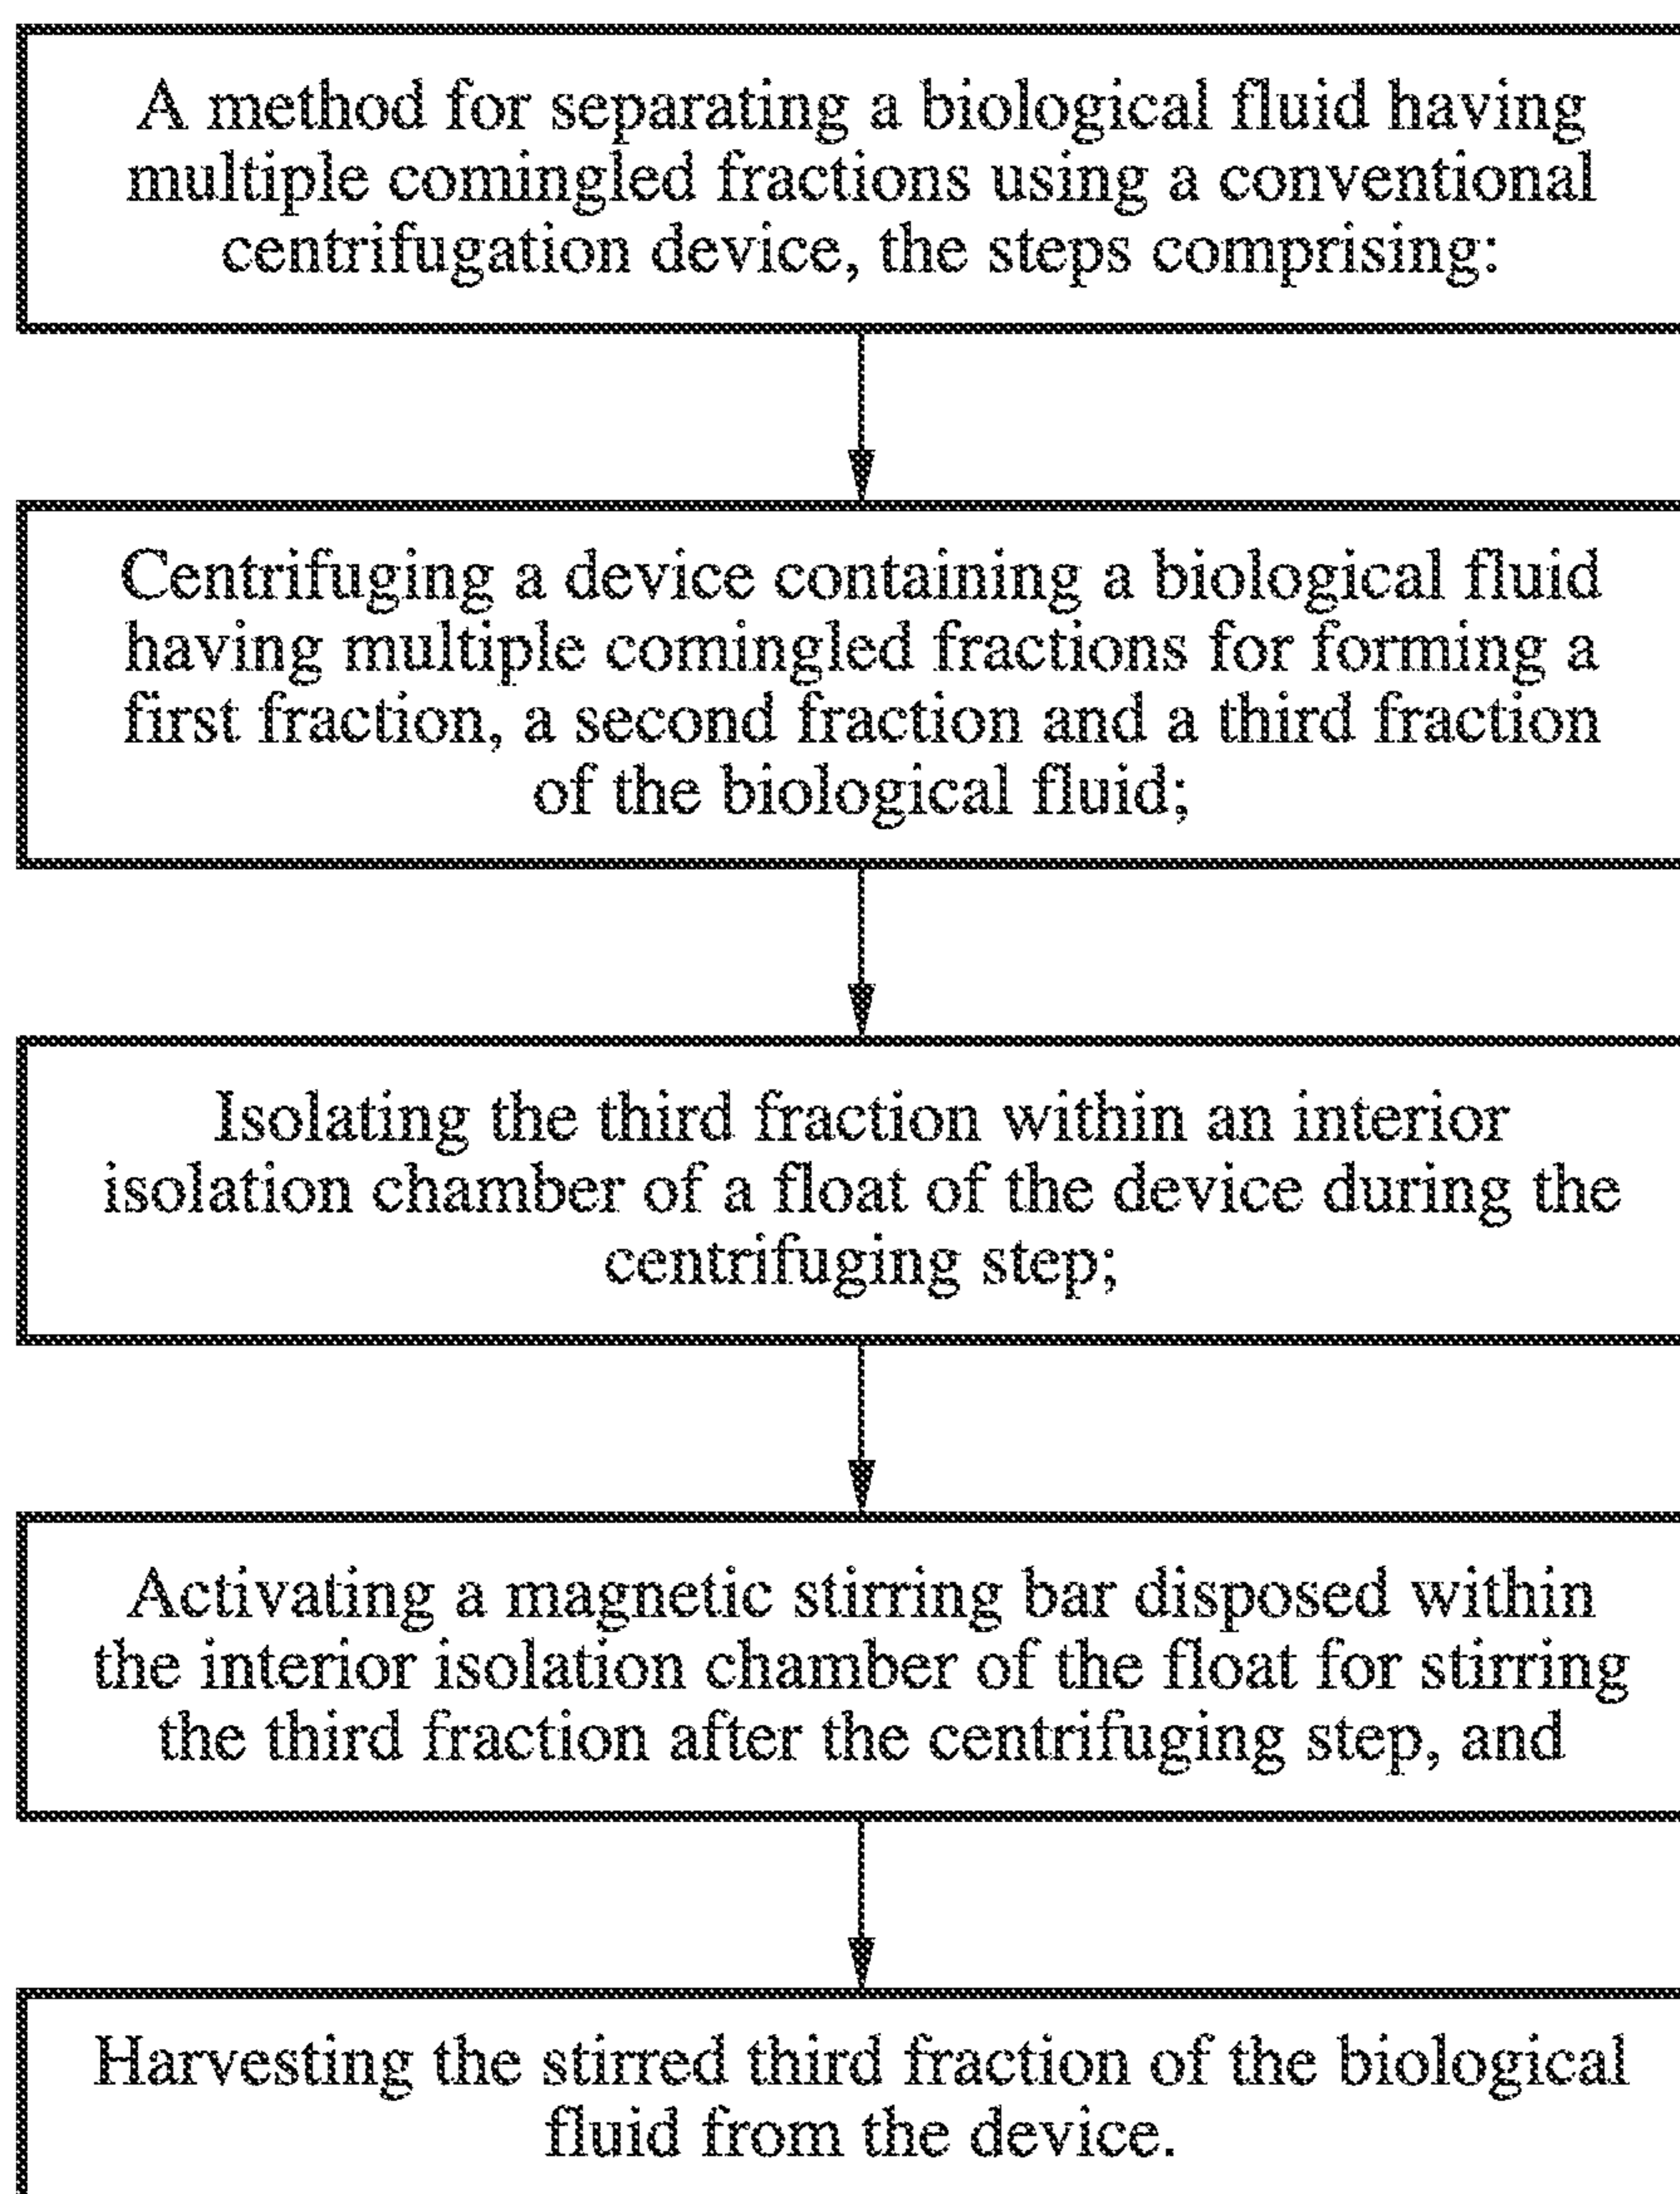 A method for separating a biological fluid having
multiple comingled fractions using a conventional
centrifugation device, the steps comprising:
Centrifuging a device containing a biological fluid
having multiple comingled fractions for forming a
first fraction, a second fraction and a third fraction
of the biological fluid;
Isolating the third fraction within an interior
isolation chamber of a float of the device during the
centrifuging step;
Activating a magnetic stirring bar disposed within
the interior isolation chamber of the float for stirring
the third fraction after the centrifuging step, and
Harvesting the stirred third fraction of the biological
fluid from the device.